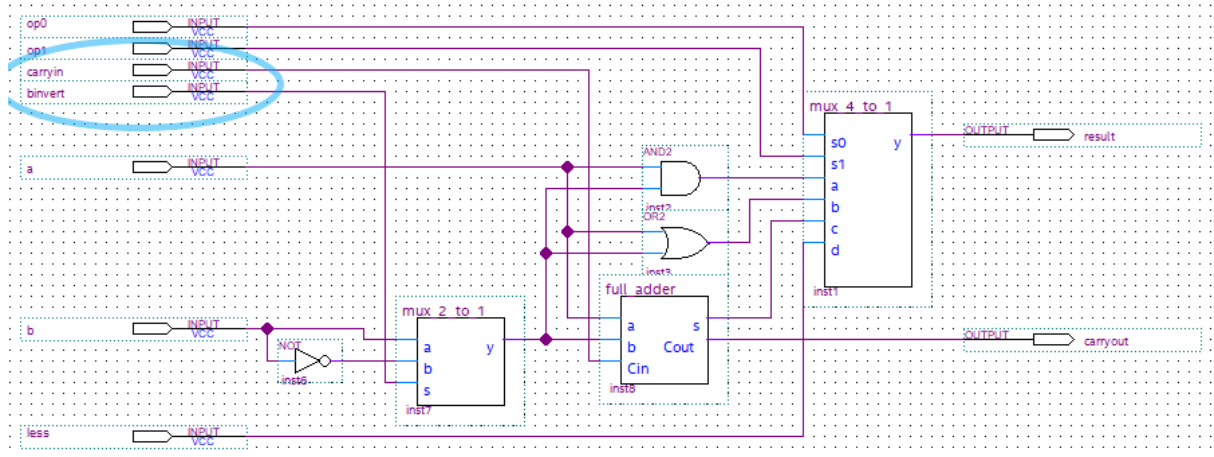 op0 INPUT VCC
op1 INPUT VCC
carryin INPUT VCC
binvert INPUT VCC
mux_4_to_1
s0 y
s1
a
b
c
d
inst1
OUTPUT result
a INPUT VCC
AND2
inst2
OR2
inst3
full_adder
a s
b Cout
Cin
inst8
OUTPUT carryout
mux_2_to_1
a y
b
s
inst7
b INPUT VCC
NOT
inst6
less INPUT VCC